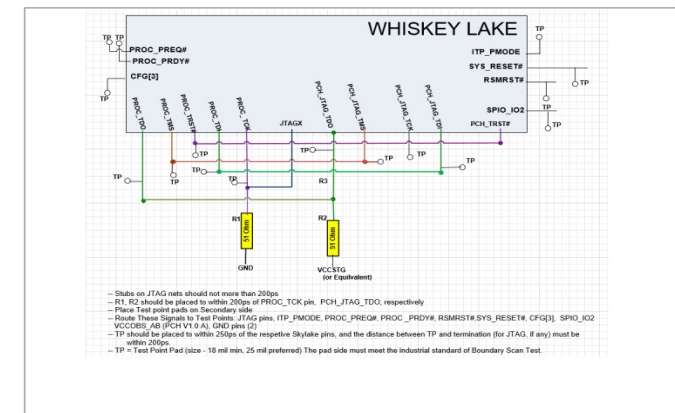 WHISKEY LAKE
TP TP
PROC_PREQ#
PROC_PRDY#
CFG[3]
TP
TP
ITP_PMODE
SYS_RESET#
RSMRST#
TP
SPIO_IO2
TP
TP
PCH_TRST#
PROC_TDO
PROC_TMS
PROC_TRST#
PROC_TDI
PROC_TCK
JTAGX
PCH_JTAG_TDO
PCH_JTAG_TMS
PCH_JTAG_TCK
PCH_JTAG_TDI
TP
TP
TP
TP
TP
TP
TP
TP
TP
R3
R1
51 Ohm
GND
R2
51 Ohm
VCCSTG
(or Equilvalent)
-- Stubs on JTAG nets should not more than 200ps
-- R1, R2 should be placed to within 200ps of PROC_TCK pin, PCH_JTAG_TDO, respectively
-- Place Test point pads on Secondary side
-- Route These Signals to Test Points: JTAG pins, ITP_PMODE, PROC_PREQ#, PROC_PRDY#, RSMRST#,SYS_RESET#, CFG[3], SPIO_IO2
VCCOBS_AB (PCH V1.0 A), GND pins (2)
-- TP should be placed to within 250ps of the respetive Skylake pins, and the distance between TP and termination (for JTAG, if any) must be
within 200ps.
-- TP = Test Point Pad (size - 18 mil min, 25 mil preferred) The pad side must meet the industrial standard of Boundary Scan Test.